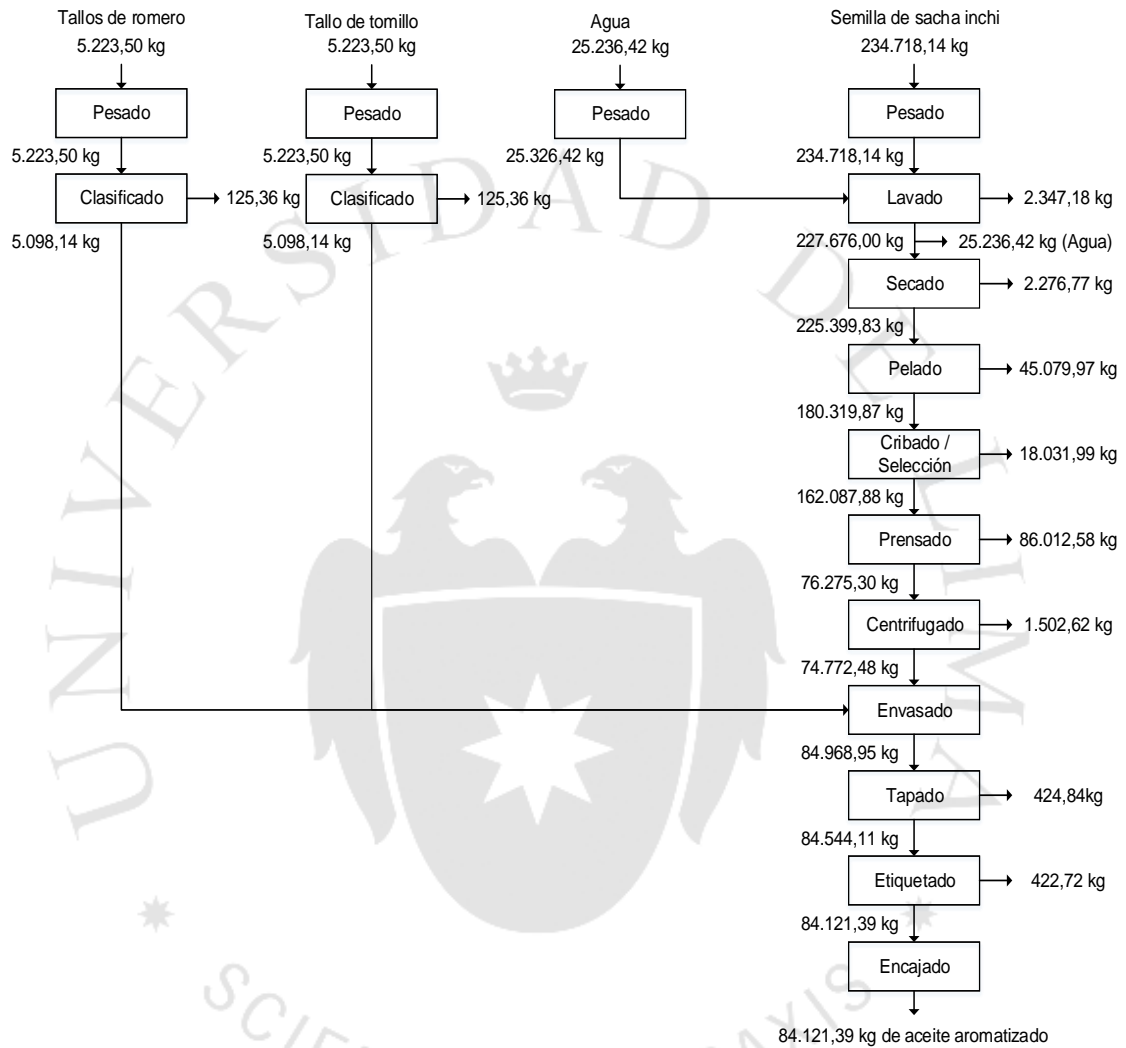 Tallos de romero
5.223,50 kg
Tallo de tomillo
5.223,50 kg
Agua
25.236,42 kg
Semilla de sacha inchi
234.718,14 kg
Pesado
Pesado
Pesado
Pesado
5.223,50 kg
5.223,50 kg
25.326,42 kg
234.718,14 kg
Clasificado
125,36 kg
Clasificado
125,36 kg
Lavado
2.347,18 kg
5.098,14 kg
5.098,14 kg
227.676,00 kg
25.236,42 kg (Agua)
Secado
2.276,77 kg
225.399,83 kg
Pelado
45.079,97 kg
180.319,87 kg
Cribado /
Selección
18.031,99 kg
162.087,88 kg
Prensado
86.012,58 kg
76.275,30 kg
Centrifugado
1.502,62 kg
74.772,48 kg
Envasado
84.968,95 kg
Tapado
424,84kg
84.544,11 kg
Etiquetado
422,72 kg
84.121,39 kg
Encajado
84.121,39 kg de aceite aromatizado
UNIVERSIDAD DE LIMA
SCIE
AXIS